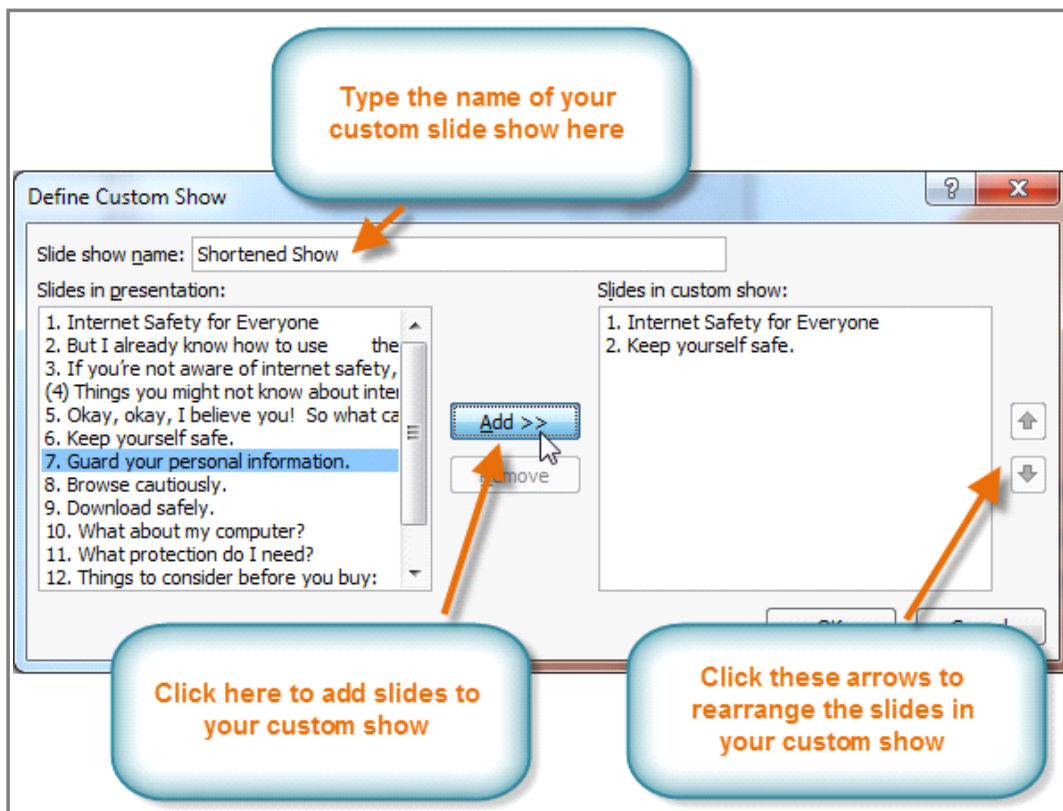 Type the name of your
custom slide show here
Define Custom Show
Slide show name: Shortened Show
Slides in presentation:
1. Internet Safety for Everyone
2. But I already know how to use the
3. If you're not aware of internet safety,
(4) Things you might not know about inter
5. Okay, okay, I believe you! So what ca
6. Keep yourself safe.
7. Guard your personal information.
8. Browse cautiously.
9. Download safely.
10. What about my computer?
11. What protection do I need?
12. Things to consider before you buy:
Add >>
Remove
Slides in custom show:
1. Internet Safety for Everyone
2. Keep yourself safe.
Click here to add slides to
your custom show
Click these arrows to
rearrange the slides in
your custom show